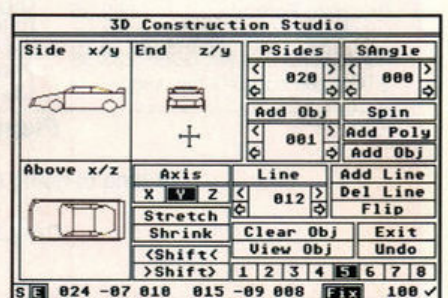 3D Construction Studio
Side x/y End z/y PSides SAngle
< 020 > < 000 >
Add Obj Spin
< 001 > Add Poly
Add Obj
Above x/z Axis Line Add Line
X Y Z < 012 > Del Line
Stretch Flip
Shrink Clear Obj Exit
<Shift< View Obj Undo
>Shift> 1 2 3 4 5 6 7 8
S E 024 -07 010 015 -09 008 Fix 100 ✓